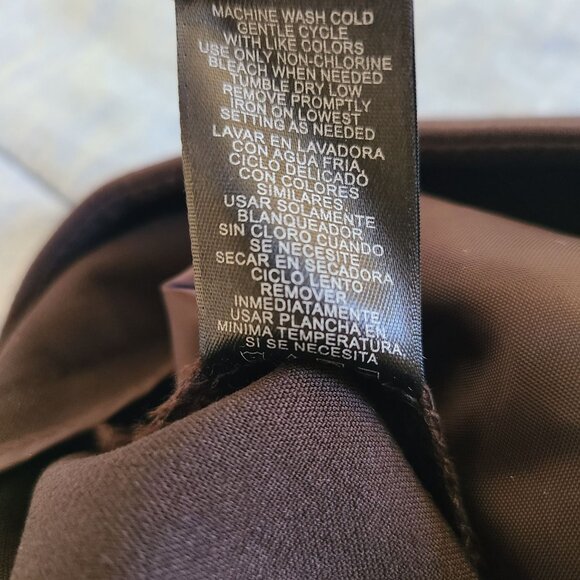 MACHINE WASH COLD
GENTLE CYCLE
WITH LIKE COLORS
USE ONLY NON-CHLORINE
BLEACH WHEN NEEDED
TUMBLE DRY LOW
REMOVE PROMPTLY
IRON ON LOWEST
SETTING AS NEEDED
LAVAR EN LAVADORA
CON AGUA FRIA,
CICLO DELICADO
CON COLORES
SIMILARES.
USAR SOLAMENTE
BLANQUEADOR
SIN CLORO CUANDO
SE NECESITE
SECAR EN SECADORA
CICLO LENTO
REMOVER
INMEDIATAMENTE
USAR PLANCHA EN
MINIMA TEMPERATURA,
SI SE NECESITA